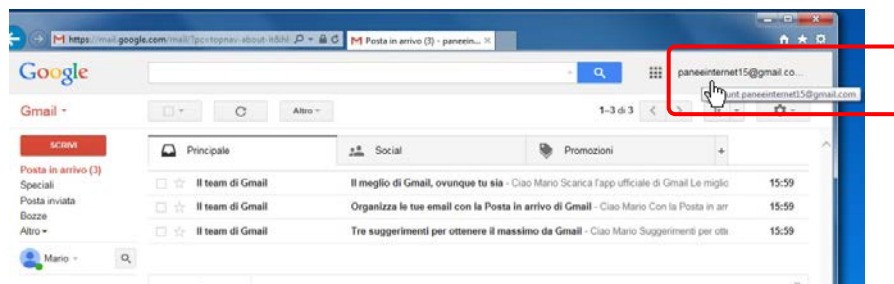 https://mail.google.com/mail/?pc=topnav-about-it&hl
Posta in arrivo (3) - paneein...
Google
paneeinternet15@gmail.co...
unt paneeinternet15@gmail.com
Gmail
Altro
1–3 di 3
SCRIVI
Principale
Social
Promozioni
+
Posta in arrivo (3)
Speciali
Posta inviata
Bozze
Altro
Il team di Gmail Il meglio di Gmail, ovunque tu sia - Ciao Mario Scarica l'app ufficiale di Gmail Le miglio 15:59
Il team di Gmail Organizza le tue email con la Posta in arrivo di Gmail - Ciao Mario Con la Posta in arr 15:59
Il team di Gmail Tre suggerimenti per ottenere il massimo da Gmail - Ciao Mario Suggerimenti per otte 15:59
Mario